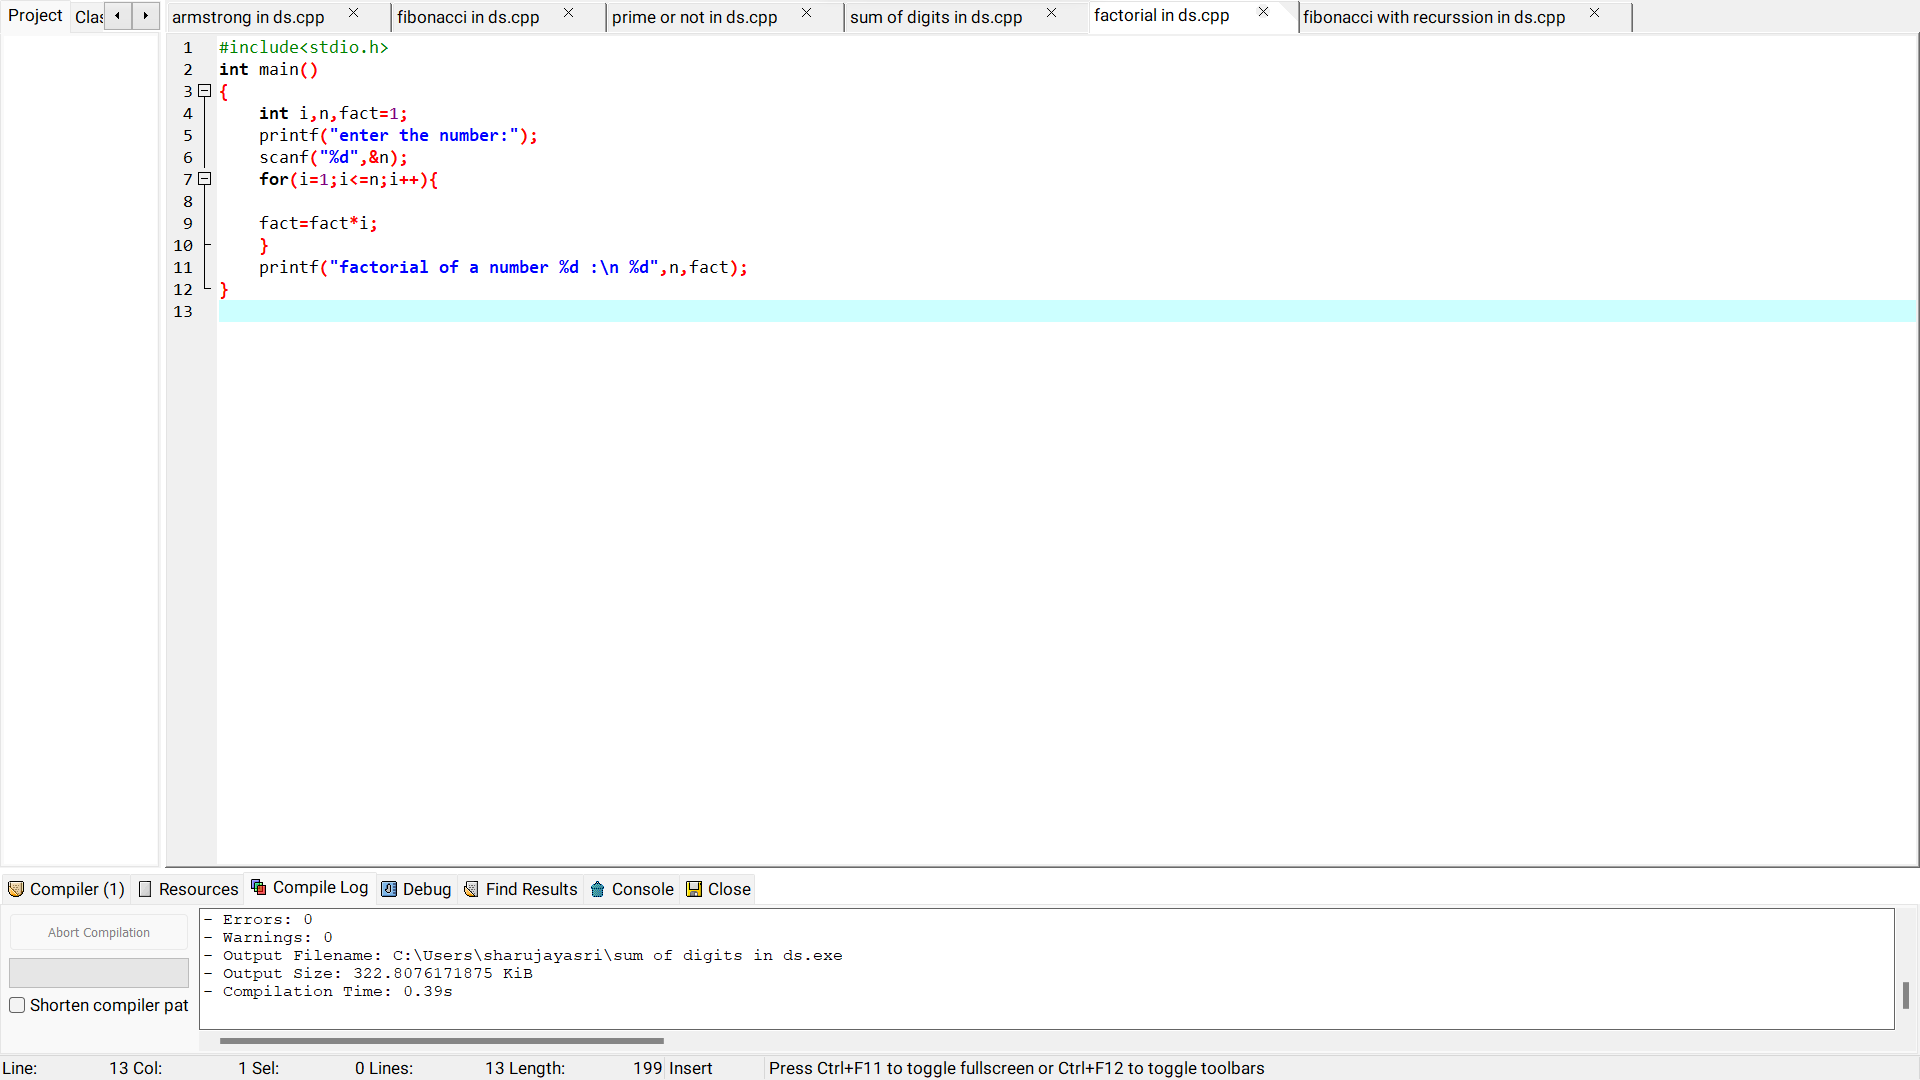 Project Clas armstrong in ds.cpp fibonacci in ds.cpp prime or not in ds.cpp sum of digits in ds.cpp factorial in ds.cpp fibonacci with recurssion in ds.cpp
1 #include<stdio.h>
2 int main()
3 {
4 int i,n,fact=1;
5 printf("enter the number:");
6 scanf("%d",&n);
7 for(i=1;i<=n;i++){
8
9 fact=fact*i;
10 }
11 printf("factorial of a number %d :\n %d",n,fact);
12 }
13
Compiler (1) Resources Compile Log Debug Find Results Console Close
Abort Compilation
Shorten compiler pat
- Errors: 0
- Warnings: 0
- Output Filename: C:\Users\sharujayasri\sum of digits in ds.exe
- Output Size: 322.8076171875 KiB
- Compilation Time: 0.39s
Line: 13 Col: 1 Sel: 0 Lines: 13 Length: 199 Insert Press Ctrl+F11 to toggle fullscreen or Ctrl+F12 to toggle toolbars